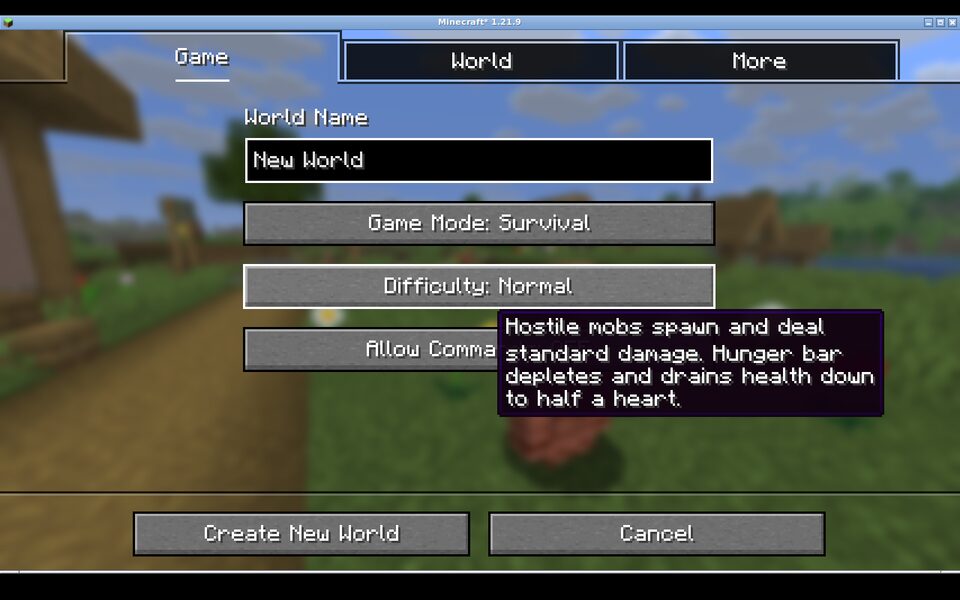 Minecraft* 1.21.9
Game
World
More
World Name
New World
Game Mode: Survival
Difficulty: Normal
Hostile mobs spawn and deal
standard damage. Hunger bar
depletes and drains health down
to half a heart.
Allow Comma
Create New World
Cancel